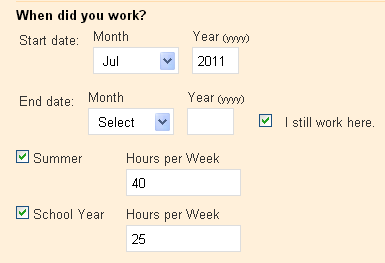 When did you work?
Month Year (yyyy)
Start date: Jul 2011
Month Year (yyyy)
End date: Select I still work here.
Summer Hours per Week
40
School Year Hours per Week
25